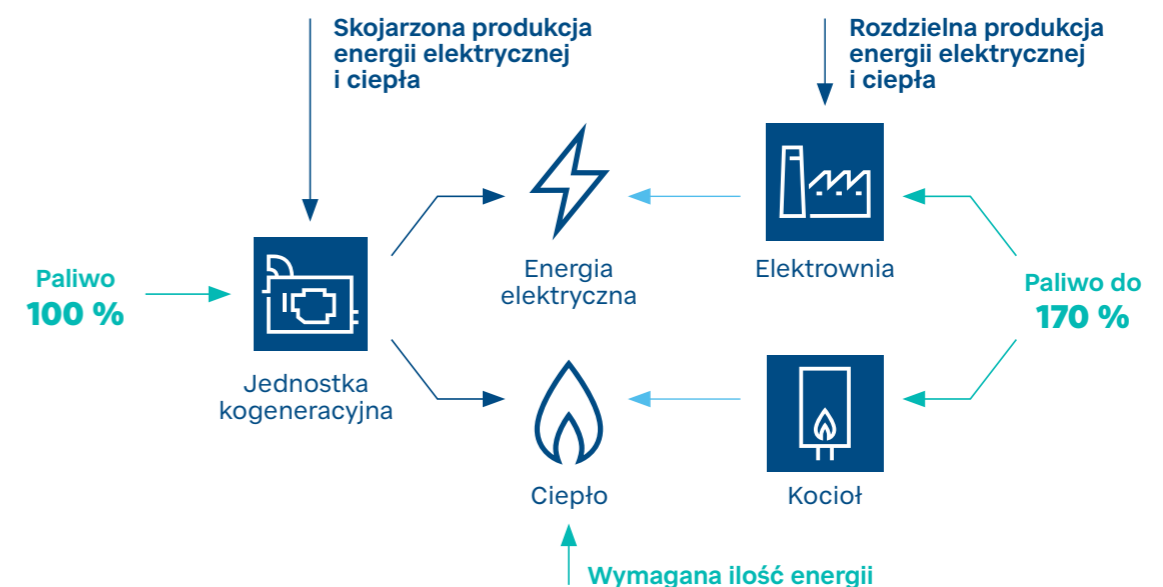 Skojarzona produkcja
energii elektrycznej
i ciepła
Rozdzielna produkcja
energii elektrycznej
i ciepła
Paliwo
100 %
Jednostka
kogeneracyjna
Energia
elektryczna
Elektrownia
Paliwo do
170 %
Ciepło
Kocioł
Wymagana ilość energii